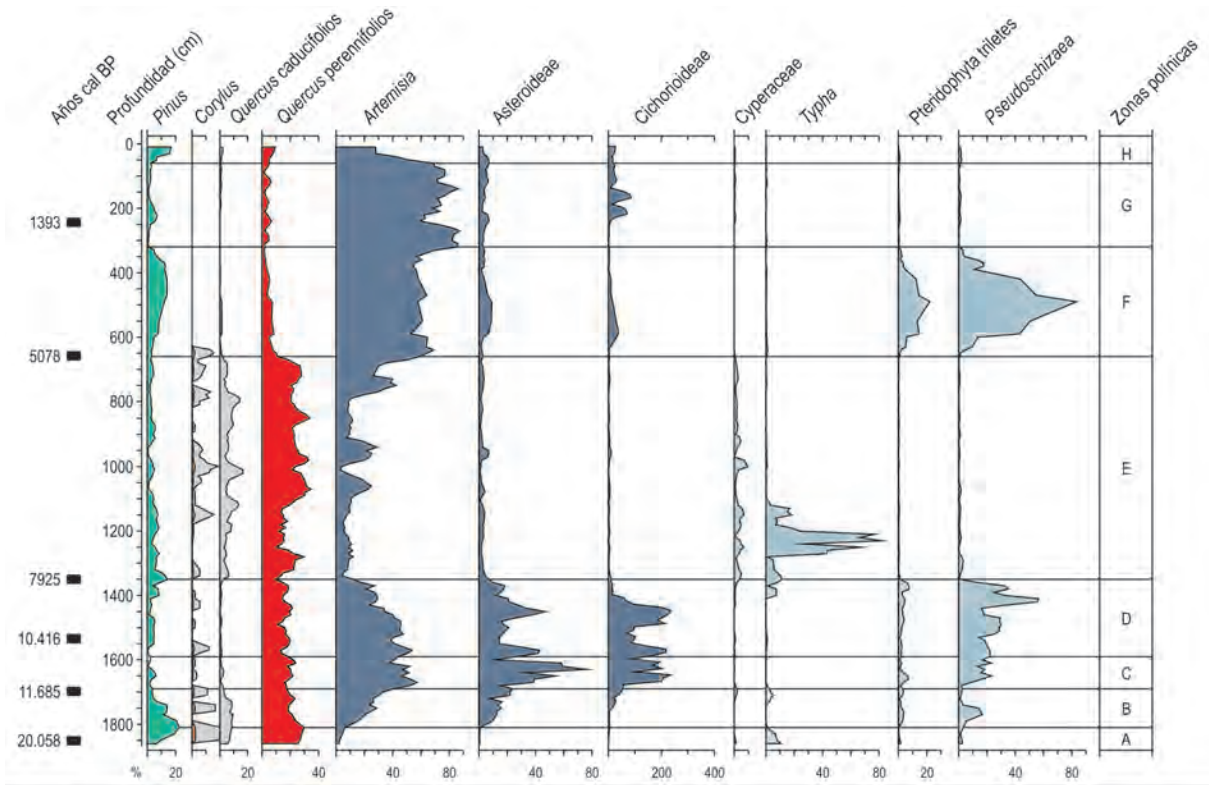 Años cal BP
Profundidad (cm)
Pinus
Corylus
Quercus caducifolios
Quercus perennifolios
Artemisia
Asteroideae
Cichorioideae
Cyperaceae
Typha
Pteridophyta triletes
Pseudoschizaea
Zonas polínicas
0
H
200
G
1393
400
F
600
5078
800
1000
E
1200
7925
1400
D
10.416
1600
C
11.685
B
1800
20.058
A
% 20 40 40 80 40 80 200 400 40 80 20 40 80